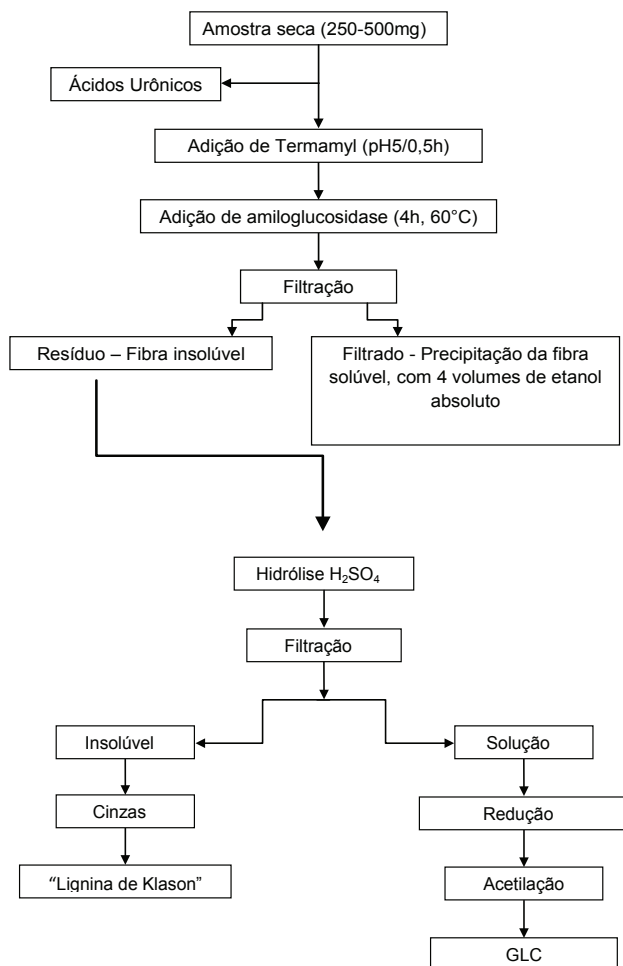 Amostra seca (250-500mg)
Ácidos Urônicos
Adição de Termamyl (pH5/0,5h)
Adição de amiloglucosidase (4h, 60°C)
Filtração
Resíduo – Fibra insolúvel
Filtrado - Precipitação da fibra
solúvel, com 4 volumes de etanol
absoluto
Hidrólise H₂SO₄
Filtração
Insolúvel
Solução
Cinzas
Redução
“Lignina de Klason”
Acetilação
GLC